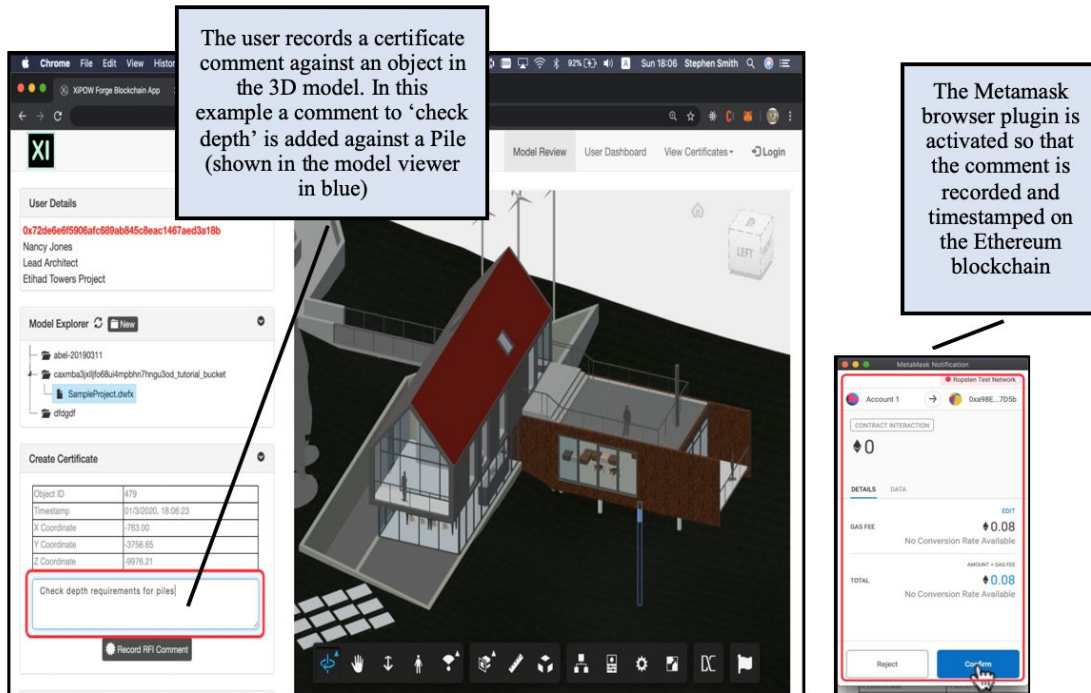 The user records a certificate
comment against an object in
the 3D model. In this
example a comment to ‘check
depth’ is added against a Pile
(shown in the model viewer
in blue)
The Metamask
browser plugin is
activated so that
the comment is
recorded and
timestamped on
the Ethereum
blockchain
Chrome File Edit View Histor
92% Sun 18:06 Stephen Smith
XiPOW Forge Blockchain App
XI
Model Review User Dashboard View Certificates Login
User Details
0x72de6e6f5906afc689ab845c8eac1467aed3a18b
Nancy Jones
Lead Architect
Etihad Towers Project
LEFT
Model Explorer New
abel-20190311
SampleProject.dwfx
dfdgdf
Create Certificate
Object ID 479
Timestamp 01/3/2020, 18:06:23
X Coordinate -763.00
Y Coordinate -3756.65
Z Coordinate -9976.21
Check depth requirements for piles
Record RFI Comment
MetaMask Notification
Ropsten Test Network
Account 1 0xa98E...7D5b
CONTRACT INTERACTION
0
DETAILS DATA
EDIT
GAS FEE 0.08
No Conversion Rate Available
AMOUNT + GAS FEE
TOTAL 0.08
No Conversion Rate Available
Reject Confirm